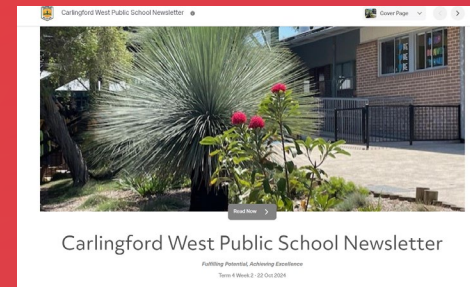 Carlingford West Public School Newsletter
Cover Page
Read Now
Carlingford West Public School Newsletter
Fulfilling Potential, Achieving Excellence
Term 4 Week 2 - 22 Oct 2024